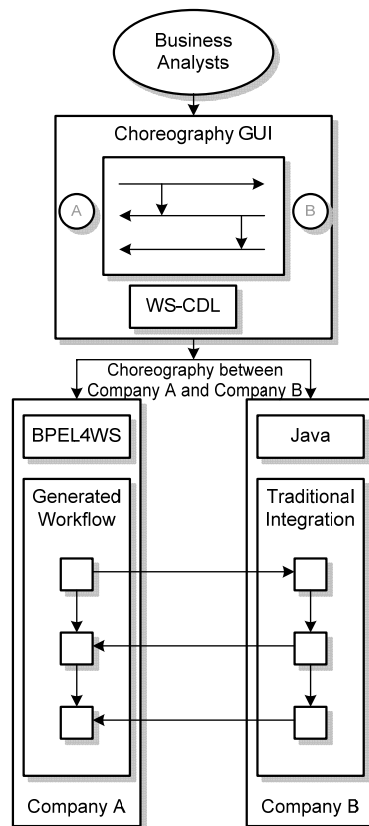 Business
Analysts
Choreography GUI
A
B
WS-CDL
Choreography between
Company A and Company B
BPEL4WS
Java
Generated
Workflow
Traditional
Integration
Company A
Company B